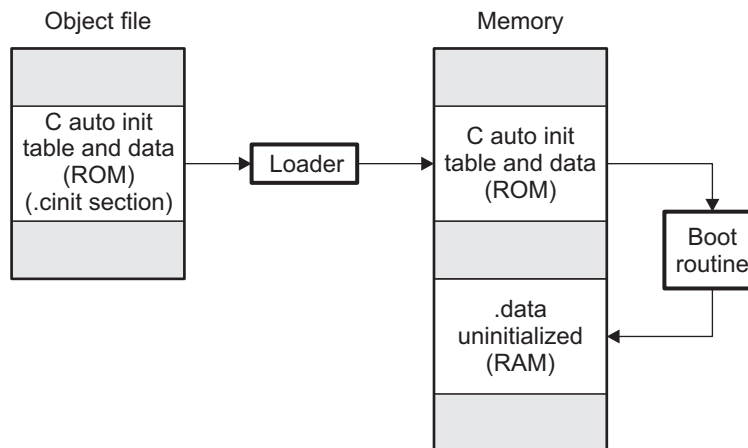 Object file
Memory
C auto init
table and data
(ROM)
(.cinit section)
Loader
C auto init
table and data
(ROM)
Boot
routine
.data
uninitialized
(RAM)